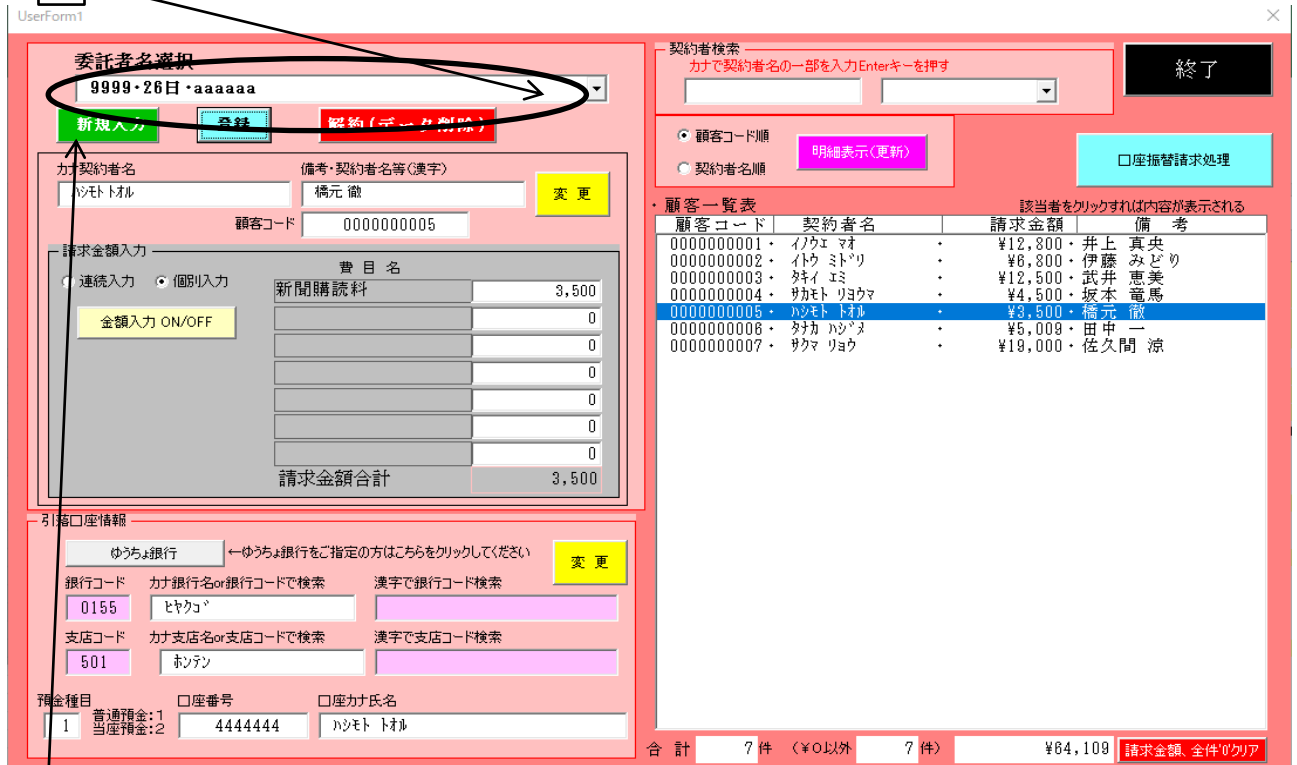 UserForm1
委託者名選択
9999・26日・aaaaaa
新規入力 登録 解約(データ削除)
カナ契約者名 備考・契約者名等(漢字)
ﾊｼﾓﾄ ﾄｵﾙ 橋元 徹 変 更
顧客コード 0000000005
請求金額入力
連続入力 個別入力 費 目 名
新聞購読料 3,500
金額入力 ON/OFF 0
0
0
0
0
0
請求金額合計 3,500
引落口座情報
ゆうちょ銀行 ←ゆうちょ銀行をご指定の方はこちらをクリックしてください 変 更
銀行コード カナ銀行名or銀行コードで検索 漢字で銀行コード検索
0155 ﾋﾔｸｺﾞ
支店コード カナ支店名or支店コードで検索 漢字で支店コード検索
501 ﾎﾝﾃﾝ
預金種目 口座番号 口座カナ氏名
1 普通預金:1 4444444 ﾊｼﾓﾄ ﾄｵﾙ
当座預金:2
契約者検索
カナで契約者名の一部を入力Enterキーを押す
終了
顧客コード順
契約者名順
明細表示(更新)
口座振替請求処理
・顧客一覧表 該当者をクリックすれば内容が表示される
顧客コード 契約者名 請求金額 備 考
0000000001・ ｲﾉｳｴ ﾏｵ ・ ¥12,800・井上 真央
0000000002・ ｲﾄｳ ﾐﾄﾞﾘ ・ ¥6,800・伊藤 みどり
0000000003・ ﾀｷｲ ｴﾐ ・ ¥12,500・武井 恵美
0000000004・ ｻｶﾓﾄ ﾘﾖｳﾏ ・ ¥4,500・坂本 竜馬
0000000005・ ﾊｼﾓﾄ ﾄｵﾙ ・ ¥3,500・橋元 徹
0000000006・ ﾀﾅｶ ﾊｼﾞﾒ ・ ¥5,009・田中 一
0000000007・ ｻｸﾏ ﾘﾖｳ ・ ¥19,000・佐久間 涼
合 計 7 件 (¥0以外 7 件) ¥64,109 請求金額、全件'0'クリア